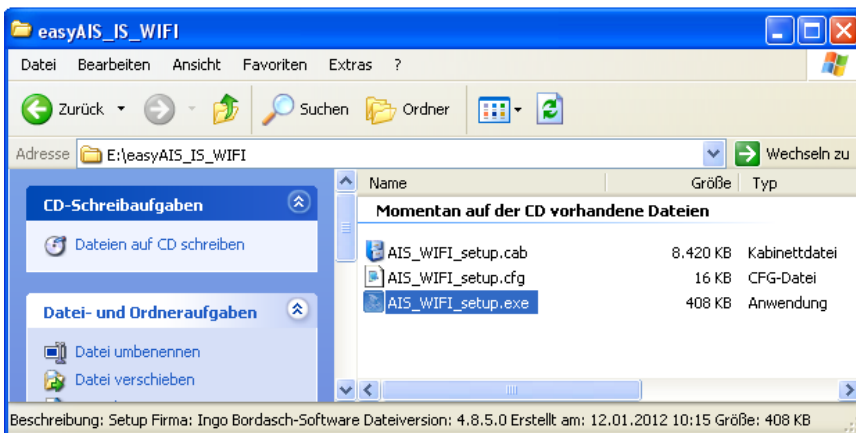 easyAIS_IS_WIFI
Datei Bearbeiten Ansicht Favoriten Extras ?
Zurück Suchen Ordner
Adresse E:\easyAIS_IS_WIFI Wechseln zu
CD-Schreibaufgaben
Dateien auf CD schreiben
Datei- und Ordneraufgaben
Datei umbenennen
Datei verschieben
Name Größe Typ
Momentan auf der CD vorhandene Dateien
AIS_WIFI_setup.cab 8.420 KB Kabinettdatei
AIS_WIFI_setup.cfg 16 KB CFG-Datei
AIS_WIFI_setup.exe 408 KB Anwendung
Beschreibung: Setup Firma: Ingo Bordasch-Software Dateiversion: 4.8.5.0 Erstellt am: 12.01.2012 10:15 Größe: 408 KB